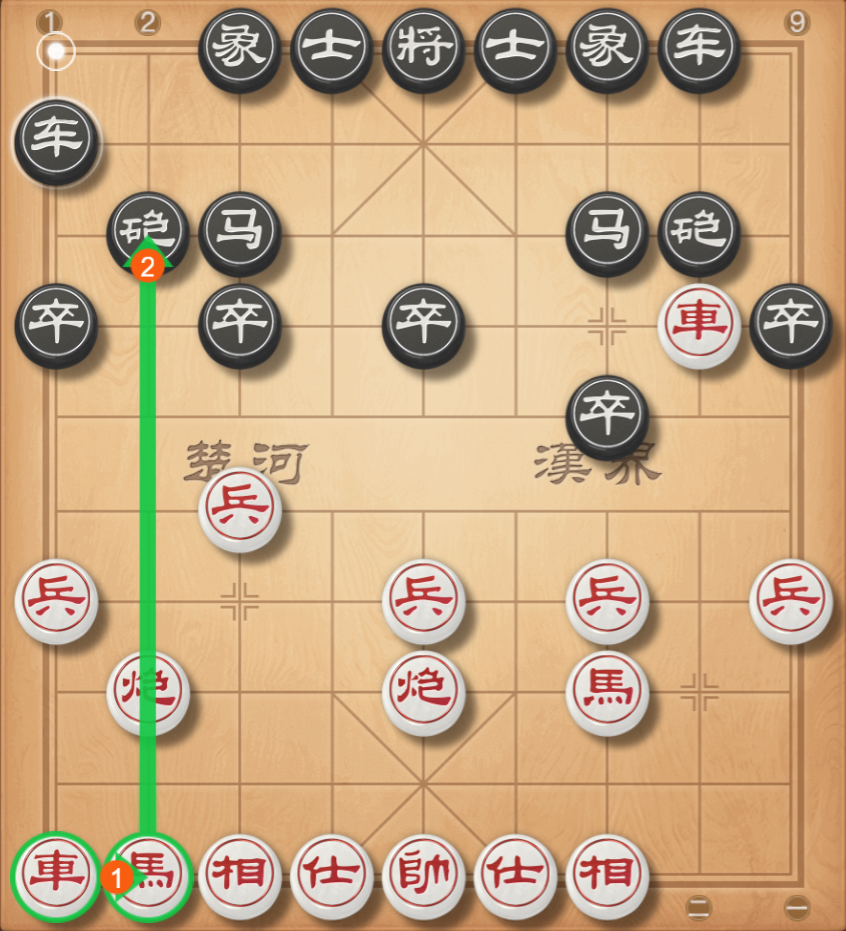 1 2 9
象 士 将 士 象 车
车
砲 马 马 砲
2
卒 卒 卒 車 卒
卒
楚河 漢界
兵
兵 兵 兵 兵
炮 炮 馬
車 1 馬 相 仕 帥 仕 相 二 一